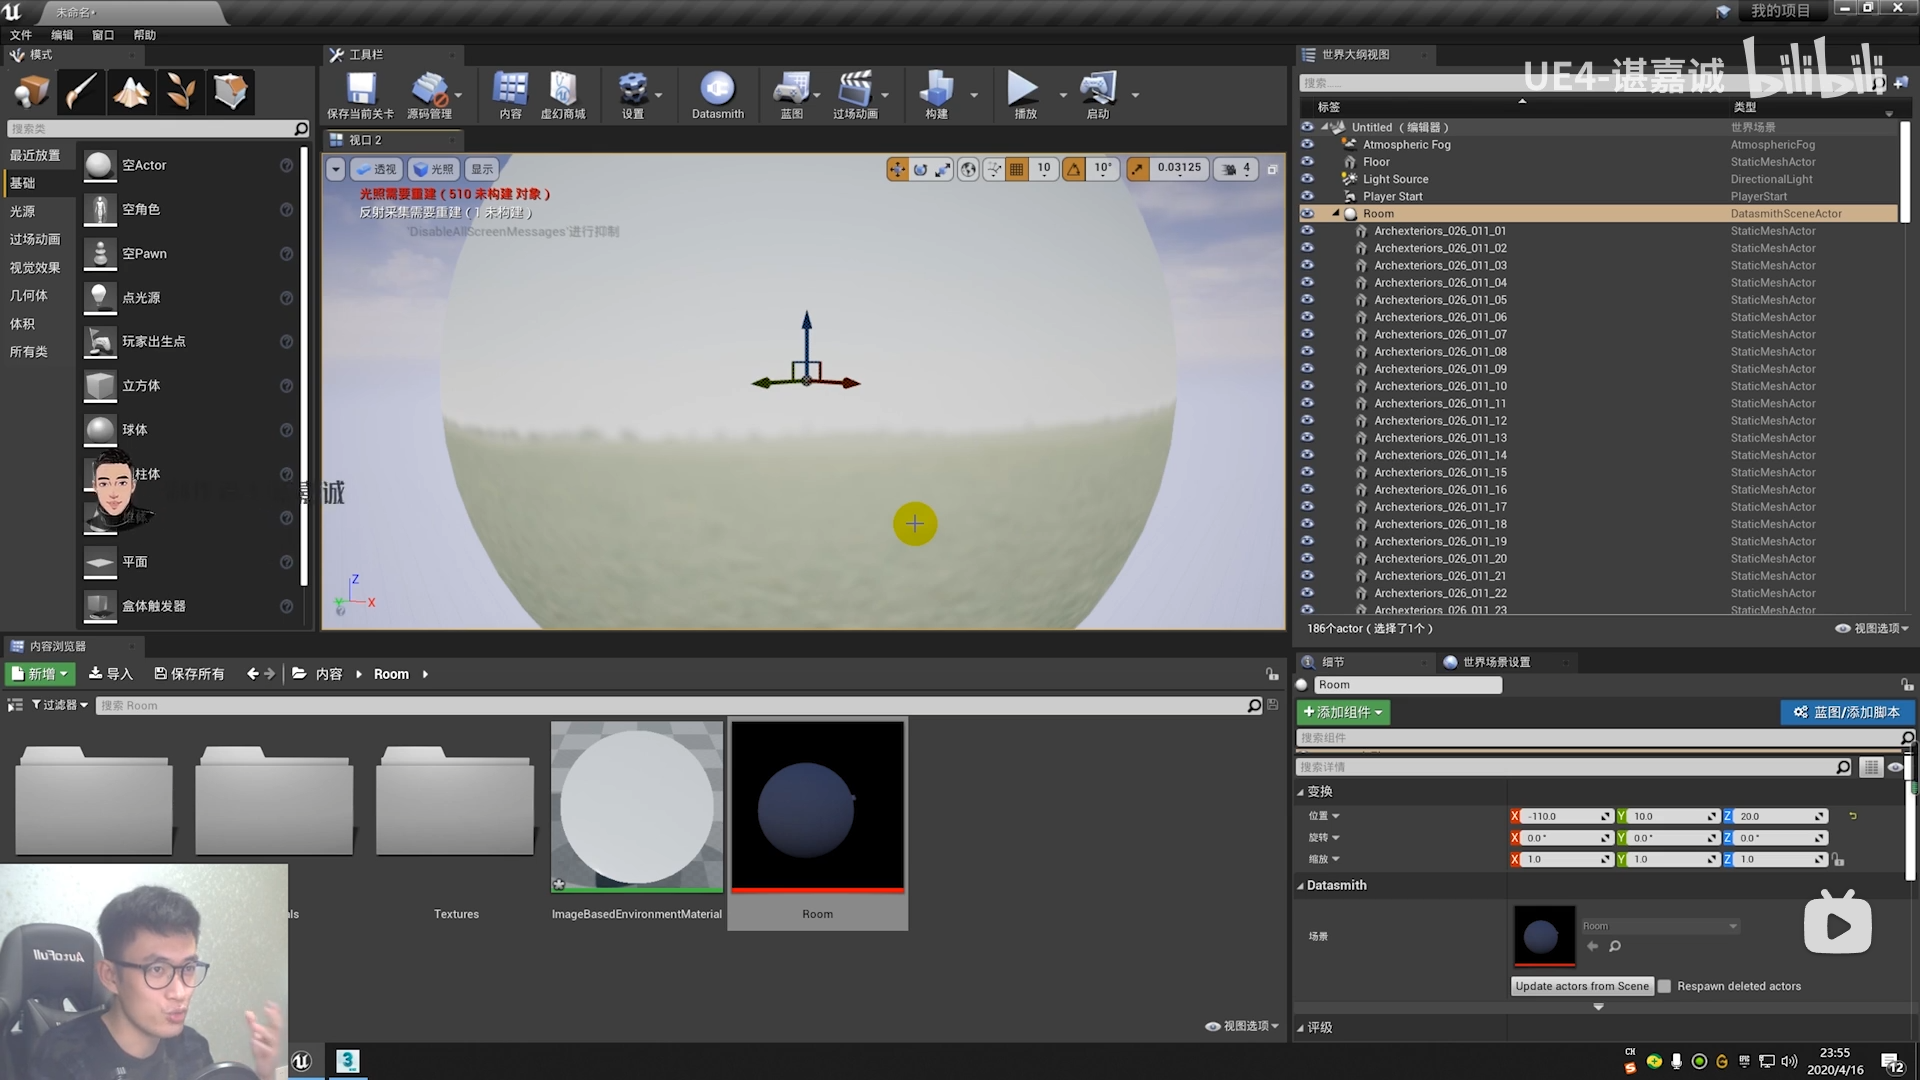 未命名*
我的项目
文件 编辑 窗口 帮助
模式
搜索类
最近放置
基础
光源
过场动画
视觉效果
几何体
体积
所有类
空Actor
空角色
空Pawn
点光源
玩家出生点
立方体
球体
柱体
平面
盒体触发器
工具栏
保存当前关卡 源码管理 内容 虚幻商城 设置 Datasmith 蓝图 过场动画 构建 播放 启动
视口 2
透视 光照 显示 10 10° 0.03125 4
光照需要重建 ( 510 未构建 对象 )
反射采集需要重建 ( 1 未构建 )
'DisableAllScreenMessages'进行抑制
嘉诚
Z
X
世界大纲视图
UE4-谌嘉诚 bilibili
搜索......
标签 类型
Untitled （编辑器） 世界场景
Atmospheric Fog AtmosphericFog
Floor StaticMeshActor
Light Source DirectionalLight
Player Start PlayerStart
Room DatasmithSceneActor
Archexteriors_026_011_01 StaticMeshActor
Archexteriors_026_011_02 StaticMeshActor
Archexteriors_026_011_03 StaticMeshActor
Archexteriors_026_011_04 StaticMeshActor
Archexteriors_026_011_05 StaticMeshActor
Archexteriors_026_011_06 StaticMeshActor
Archexteriors_026_011_07 StaticMeshActor
Archexteriors_026_011_08 StaticMeshActor
Archexteriors_026_011_09 StaticMeshActor
Archexteriors_026_011_10 StaticMeshActor
Archexteriors_026_011_11 StaticMeshActor
Archexteriors_026_011_12 StaticMeshActor
Archexteriors_026_011_13 StaticMeshActor
Archexteriors_026_011_14 StaticMeshActor
Archexteriors_026_011_15 StaticMeshActor
Archexteriors_026_011_16 StaticMeshActor
Archexteriors_026_011_17 StaticMeshActor
Archexteriors_026_011_18 StaticMeshActor
Archexteriors_026_011_19 StaticMeshActor
Archexteriors_026_011_20 StaticMeshActor
Archexteriors_026_011_21 StaticMeshActor
Archexteriors_026_011_22 StaticMeshActor
Archexteriors_026_011_23 StaticMeshActor
186个actor ( 选择了1个 ) 视图选项
内容浏览器
新增 导入 保存所有 内容 Room
过滤器 搜索 Room
als
Textures
ImageBasedEnvironmentMaterial
Room
视图选项
细节 世界场景设置
Room
添加组件 蓝图/添加脚本
搜索组件
搜索详情
变换
位置 X -110.0 Y 10.0 Z 20.0
旋转 X 0.0° Y 0.0° Z 0.0°
缩放 X 1.0 Y 1.0 Z 1.0
Datasmith
场景 Room
Update actors from Scene Respawn deleted actors
评级
AutoFull
3
CH
23:55
2020/4/16
12